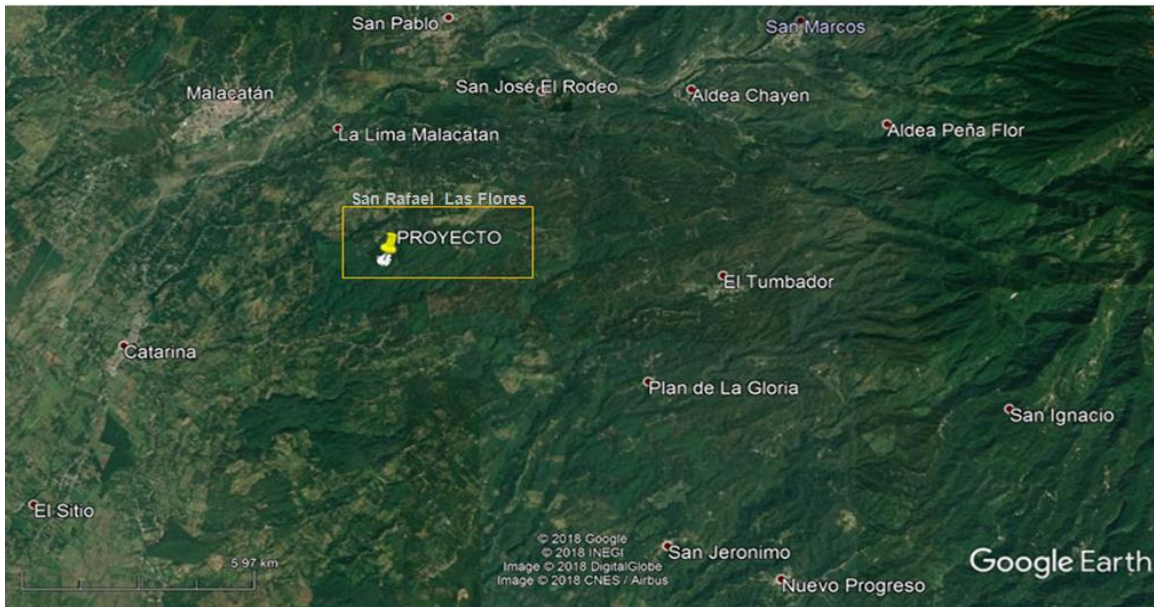 San Pablo
San Marcos
Malacatán
San José El Rodeo
Aldea Chayen
La Lima Malacatan
Aldea Peña Flor
San Rafael Las Flores
PROYECTO
El Tumbador
Catarina
Plan de La Gloria
San Ignacio
El Sitio
© 2018 Google
© 2018 INEGI
Image © 2018 DigitalGlobe
Image © 2018 CNES / Airbus
San Jeronimo
Google Earth
5.97 km
Nuevo Progreso